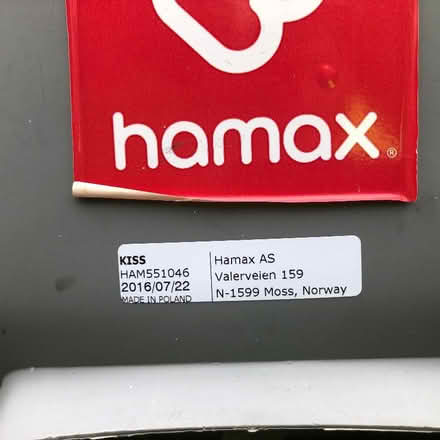 hamax®
KISS
HAM551046
2016/07/22
MADE IN POLAND
Hamax AS
Valerveien 159
N-1599 Moss, Norway